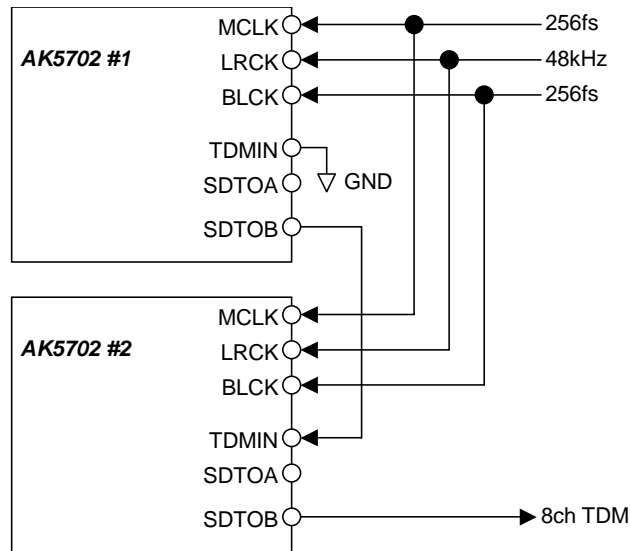 MCLK 256fs
AK5702 #1 LRCK 48kHz
BLCK 256fs
TDMIN
SDTOA GND
SDTOB
MCLK
AK5702 #2 LRCK
BLCK
TDMIN
SDTOA
SDTOB 8ch TDM